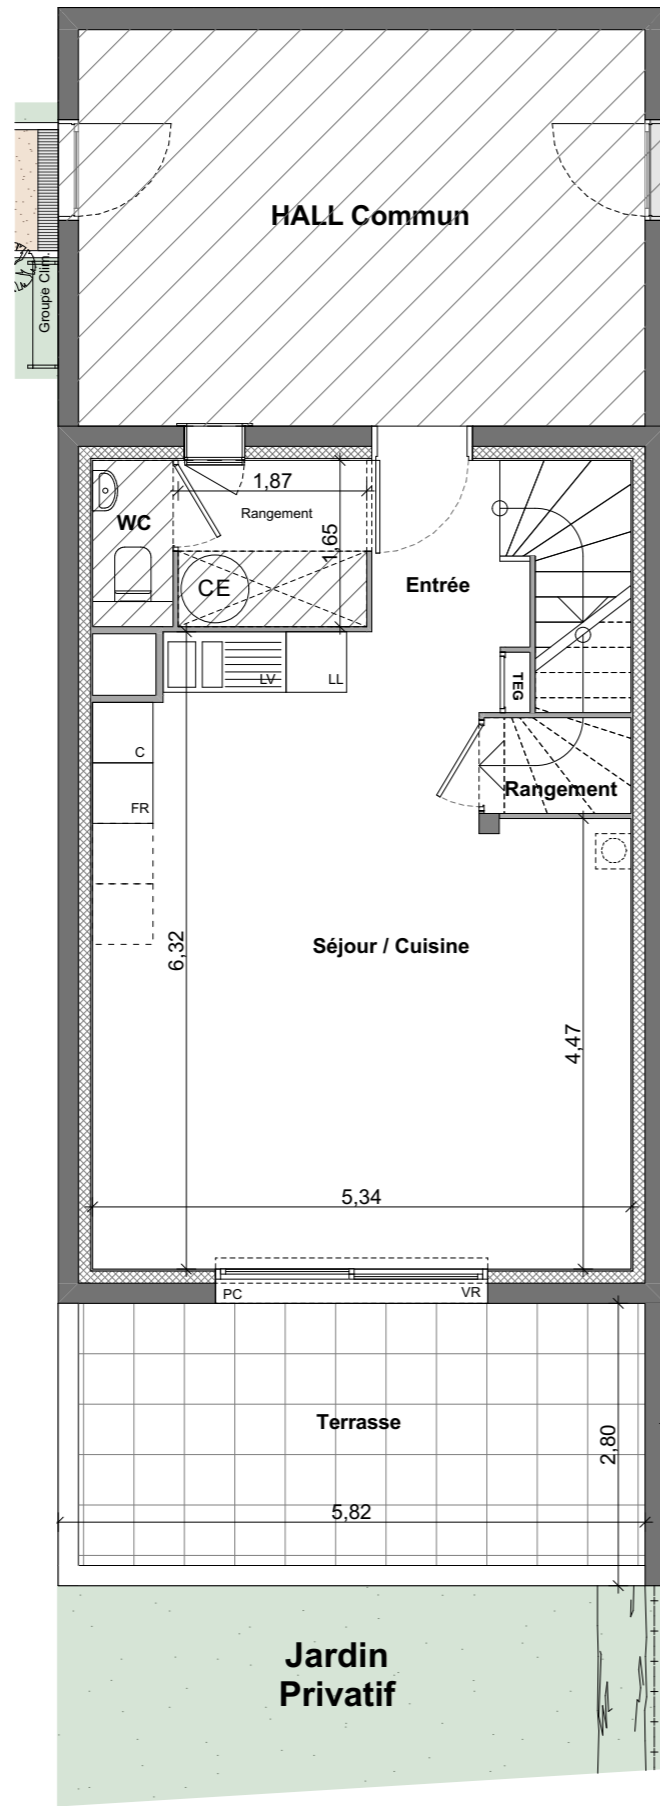 HALL Commun
Groupe Clim.
1,87
WC
Rangement
1,65
CE
Entrée
LV
LL
TEG
C
FR
Rangement
Séjour / Cuisine
6,32
4,47
5,34
PC
VR
Terrasse
2,80
5,82
Jardin
Privatif